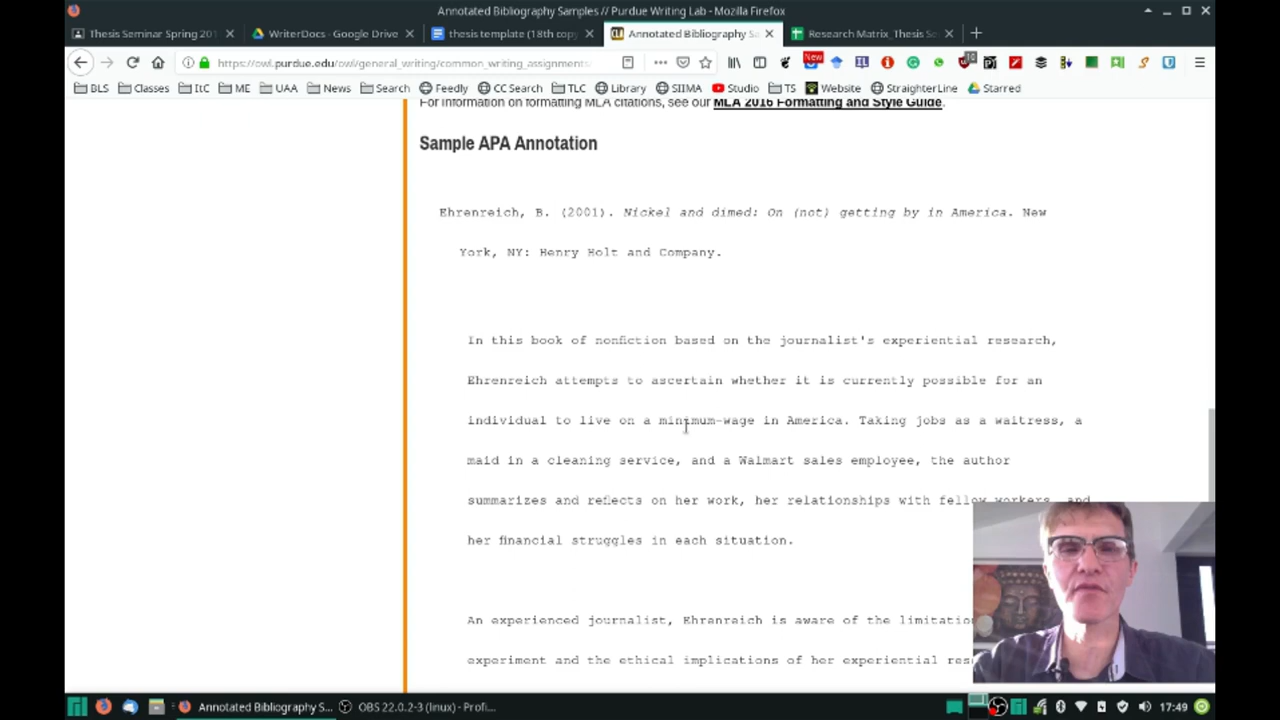 Annotated Bibliography Samples // Purdue Writing Lab - Mozilla Firefox
Thesis Seminar Spring 201
WriterDocs - Google Drive
thesis template (18th copy
Annotated Bibliography Sa
Research Matrix_Thesis Se
https://owl.purdue.edu/owl/general_writing/common_writing_assignments
New
10
BLS Classes ItC ME UAA News Search Feedly CC Search TLC Library SIIMA Studio TS Website StraighterLine Starred
For information on formatting MLA citations, see our MLA 2016 Formatting and Style Guide.
Sample APA Annotation
Ehrenreich, B. (2001). Nickel and dimed: On (not) getting by in America. New
York, NY: Henry Holt and Company.
In this book of nonfiction based on the journalist's experiential research,
Ehrenreich attempts to ascertain whether it is currently possible for an
individual to live on a minimum-wage in America. Taking jobs as a waitress, a
maid in a cleaning service, and a Walmart sales employee, the author
summarizes and reflects on her work, her relationships with fellow workers, and
her financial struggles in each situation.
An experienced journalist, Ehrenreich is aware of the limitatio
experiment and the ethical implications of her experiential res
Annotated Bibliography S...
OBS 22.0.2-3 (linux) - Profi...
17:49